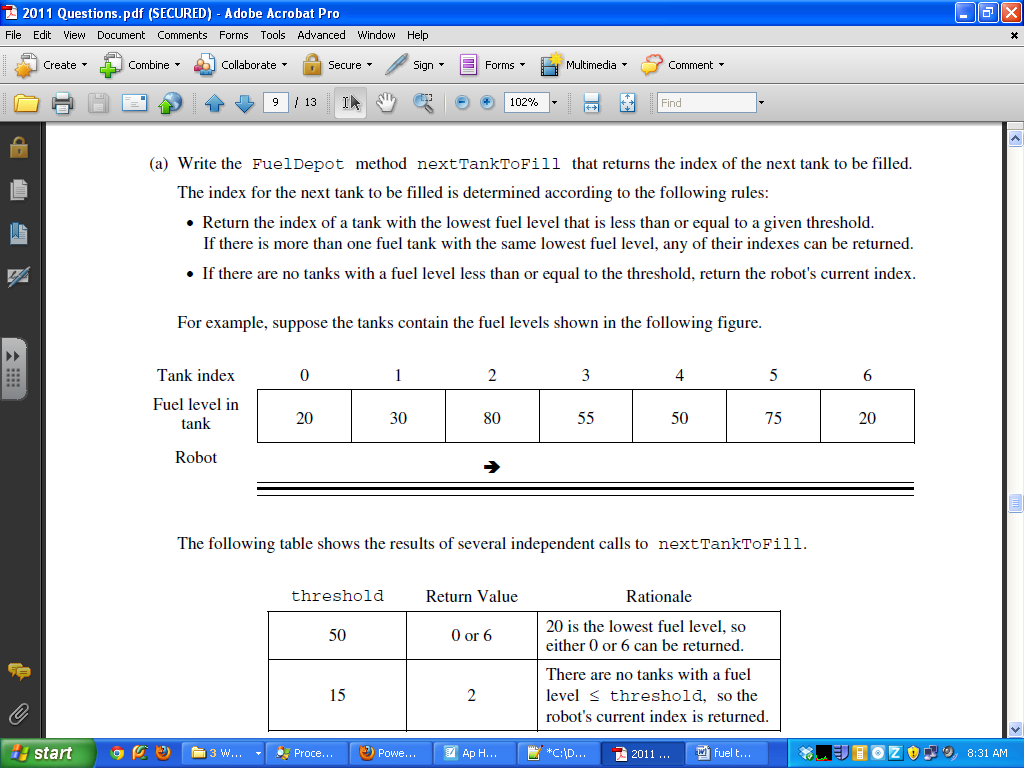 2011 Questions.pdf (SECURED) - Adobe Acrobat Pro
File Edit View Document Comments Forms Tools Advanced Window Help
Create Combine Collaborate Secure Sign Forms Multimedia Comment
9 / 13 102% Find
(a) Write the FuelDepot method nextTankToFill that returns the index of the next tank to be filled.
The index for the next tank to be filled is determined according to the following rules:
• Return the index of a tank with the lowest fuel level that is less than or equal to a given threshold.
If there is more than one fuel tank with the same lowest fuel level, any of their indexes can be returned.
• If there are no tanks with a fuel level less than or equal to the threshold, return the robot's current index.
For example, suppose the tanks contain the fuel levels shown in the following figure.
Tank index 0 1 2 3 4 5 6
Fuel level in
tank 20 30 80 55 50 75 20
Robot ➔
The following table shows the results of several independent calls to nextTankToFill.
threshold Return Value Rationale
50 0 or 6 20 is the lowest fuel level, so
either 0 or 6 can be returned.
15 2 There are no tanks with a fuel
level ≤ threshold, so the
robot's current index is returned.
start 3 W... Proce... Powe... Ap H... *C:\D... 2011 ... fuel t... 8:31 AM